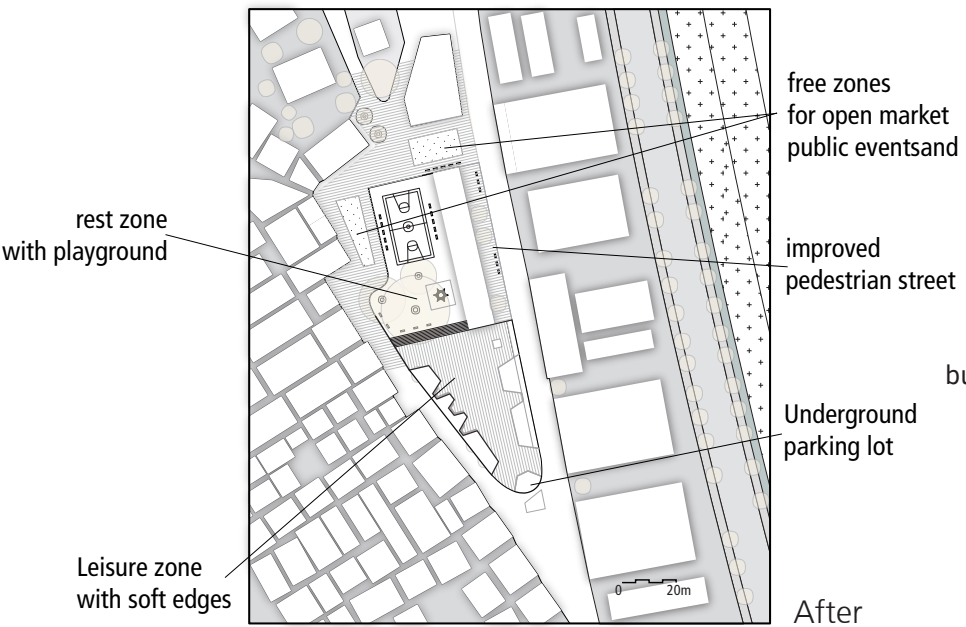 free zones
for open market
public eventsand
rest zone
with playground
improved
pedestrian street
bu
Underground
parking lot
Leisure zone
with soft edges
0 20m
After